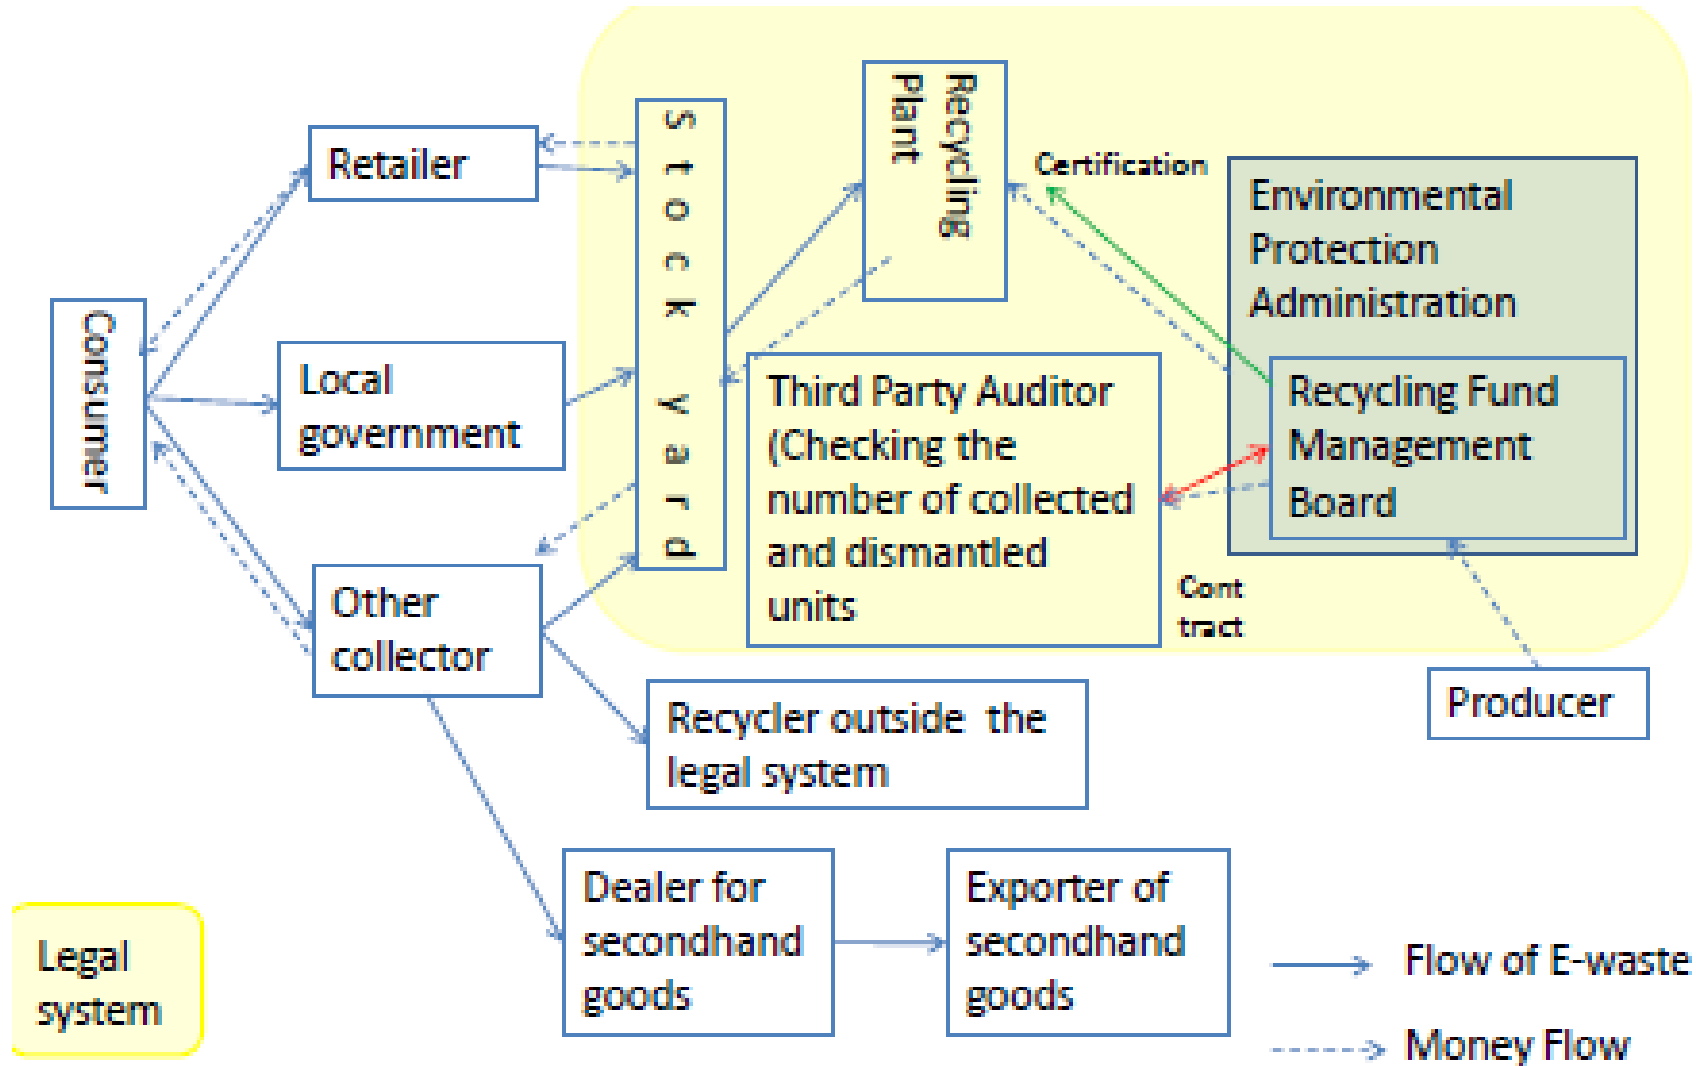 Retailer
Consumer
Local
government
Other
collector
Stock yard
Recycling
Plant
Certification
Environmental
Protection
Administration
Recycling Fund
Management
Board
Third Party Auditor
(Checking the
number of collected
and dismantled
units
Cont
tract
Producer
Recycler outside the
legal system
Dealer for
secondhand
goods
Exporter of
secondhand
goods
Legal
system
Flow of E-waste
Money Flow